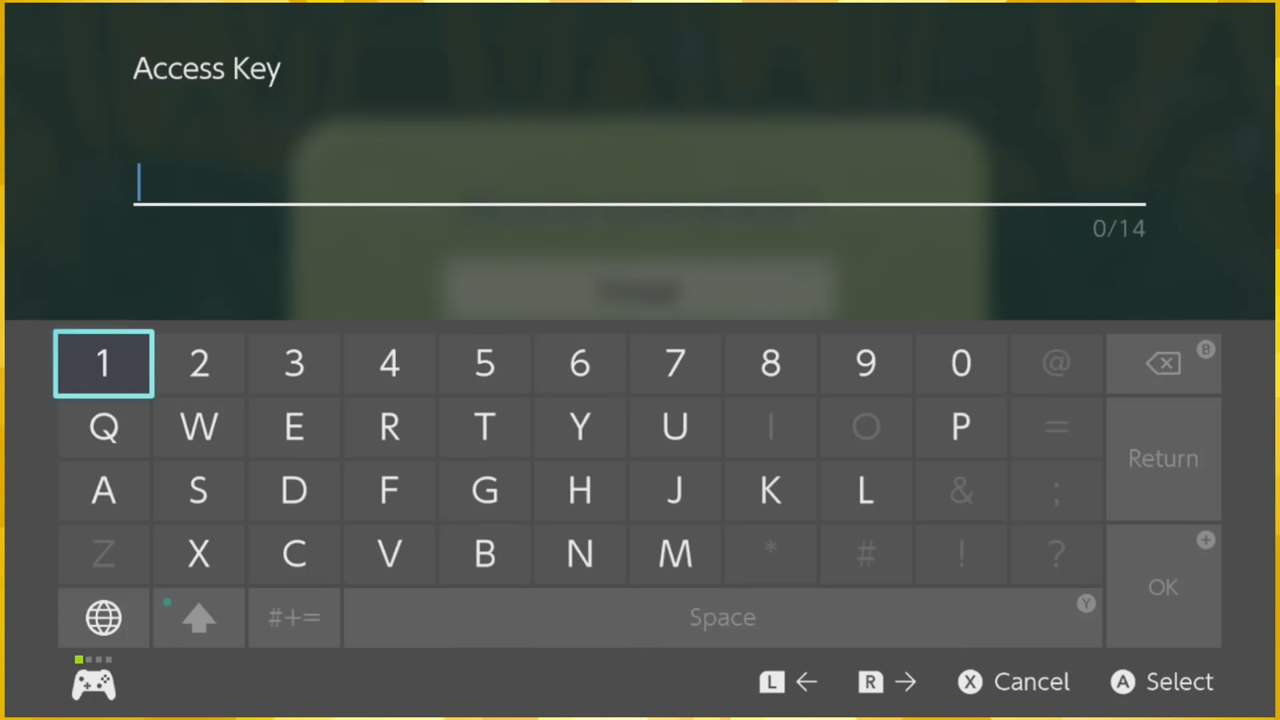 Access Key
0/14
1 2 3 4 5 6 7 8 9 0 @ B
Q W E R T Y U I O P =
Return
A S D F G H J K L & ;
Z X C V B N M * # ! ? +
OK
#+= Space Y
L ← R → X Cancel A Select